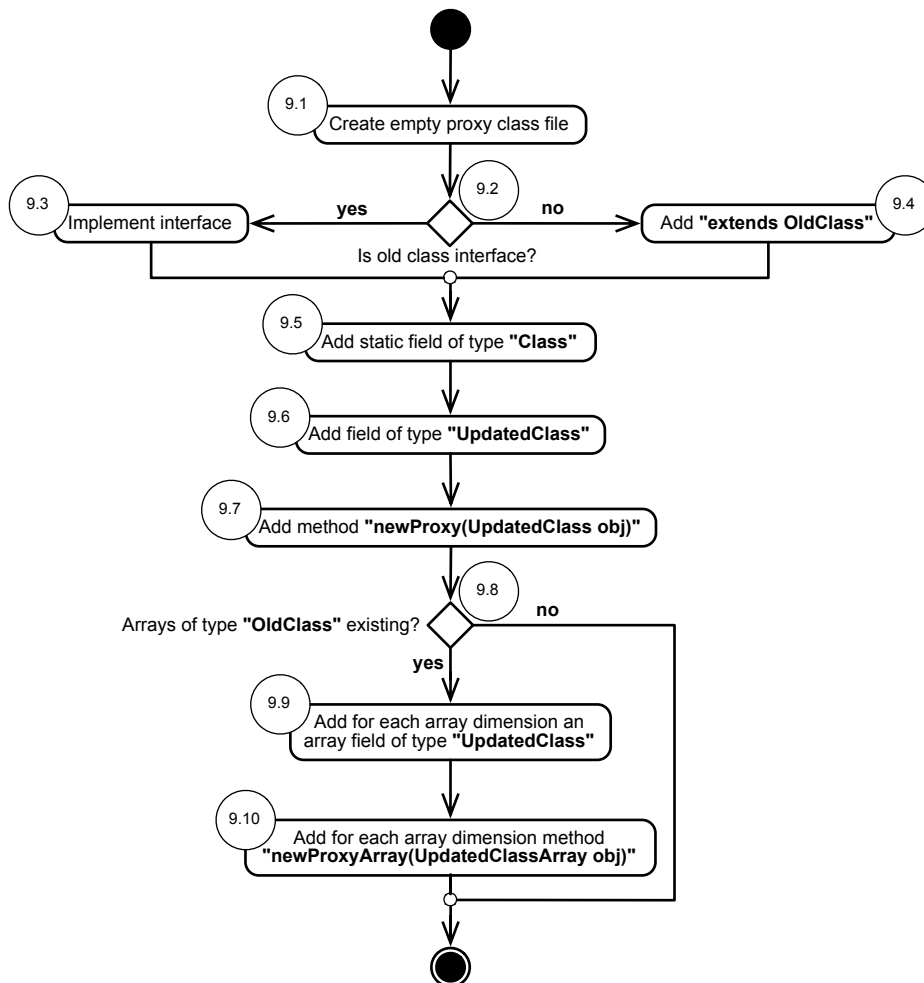 9.1
Create empty proxy class file
9.2
9.3
Implement interface
yes
no
9.4
Add "extends OldClass"
Is old class interface?
9.5
Add static field of type "Class"
9.6
Add field of type "UpdatedClass"
9.7
Add method "newProxy(UpdatedClass obj)"
9.8
Arrays of type "OldClass" existing?
no
yes
9.9
Add for each array dimension an
array field of type "UpdatedClass"
9.10
Add for each array dimension method
"newProxyArray(UpdatedClassArray obj)"